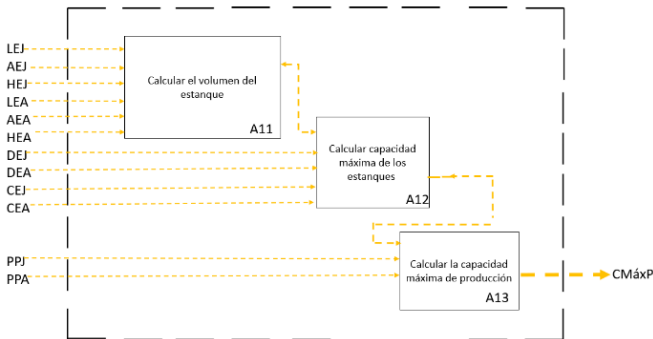 LEJ
AEJ
HEJ
LEA
AEA
HEA
DEJ
DEA
CEJ
CEA
PPJ
PPA
Calcular el volumen del
estanque
A11
Calcular capacidad
máxima de los
estanques
A12
Calcular la capacidad
máxima de producción
A13
CMáxP